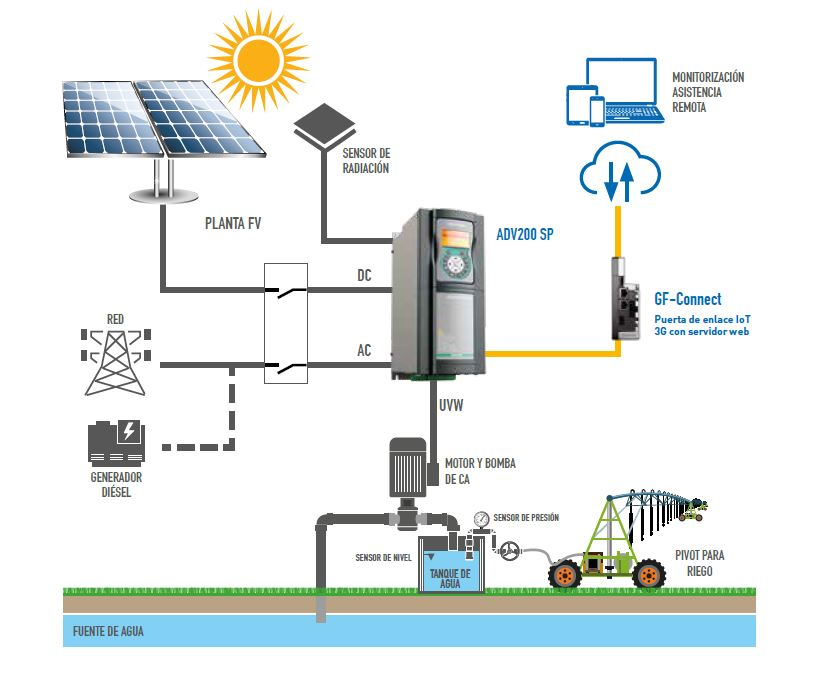 MONITORIZACIÓN
ASISTENCIA
REMOTA
SENSOR DE
RADIACIÓN
PLANTA FV
ADV200 SP
DC
GF-Connect
Puerta de enlace IoT
3G con servidor web
RED
AC
UVW
GENERADOR
DIÉSEL
MOTOR Y BOMBA
DE CA
SENSOR DE PRESIÓN
SENSOR DE NIVEL
TANQUE DE
AGUA
PIVOT PARA
RIEGO
FUENTE DE AGUA